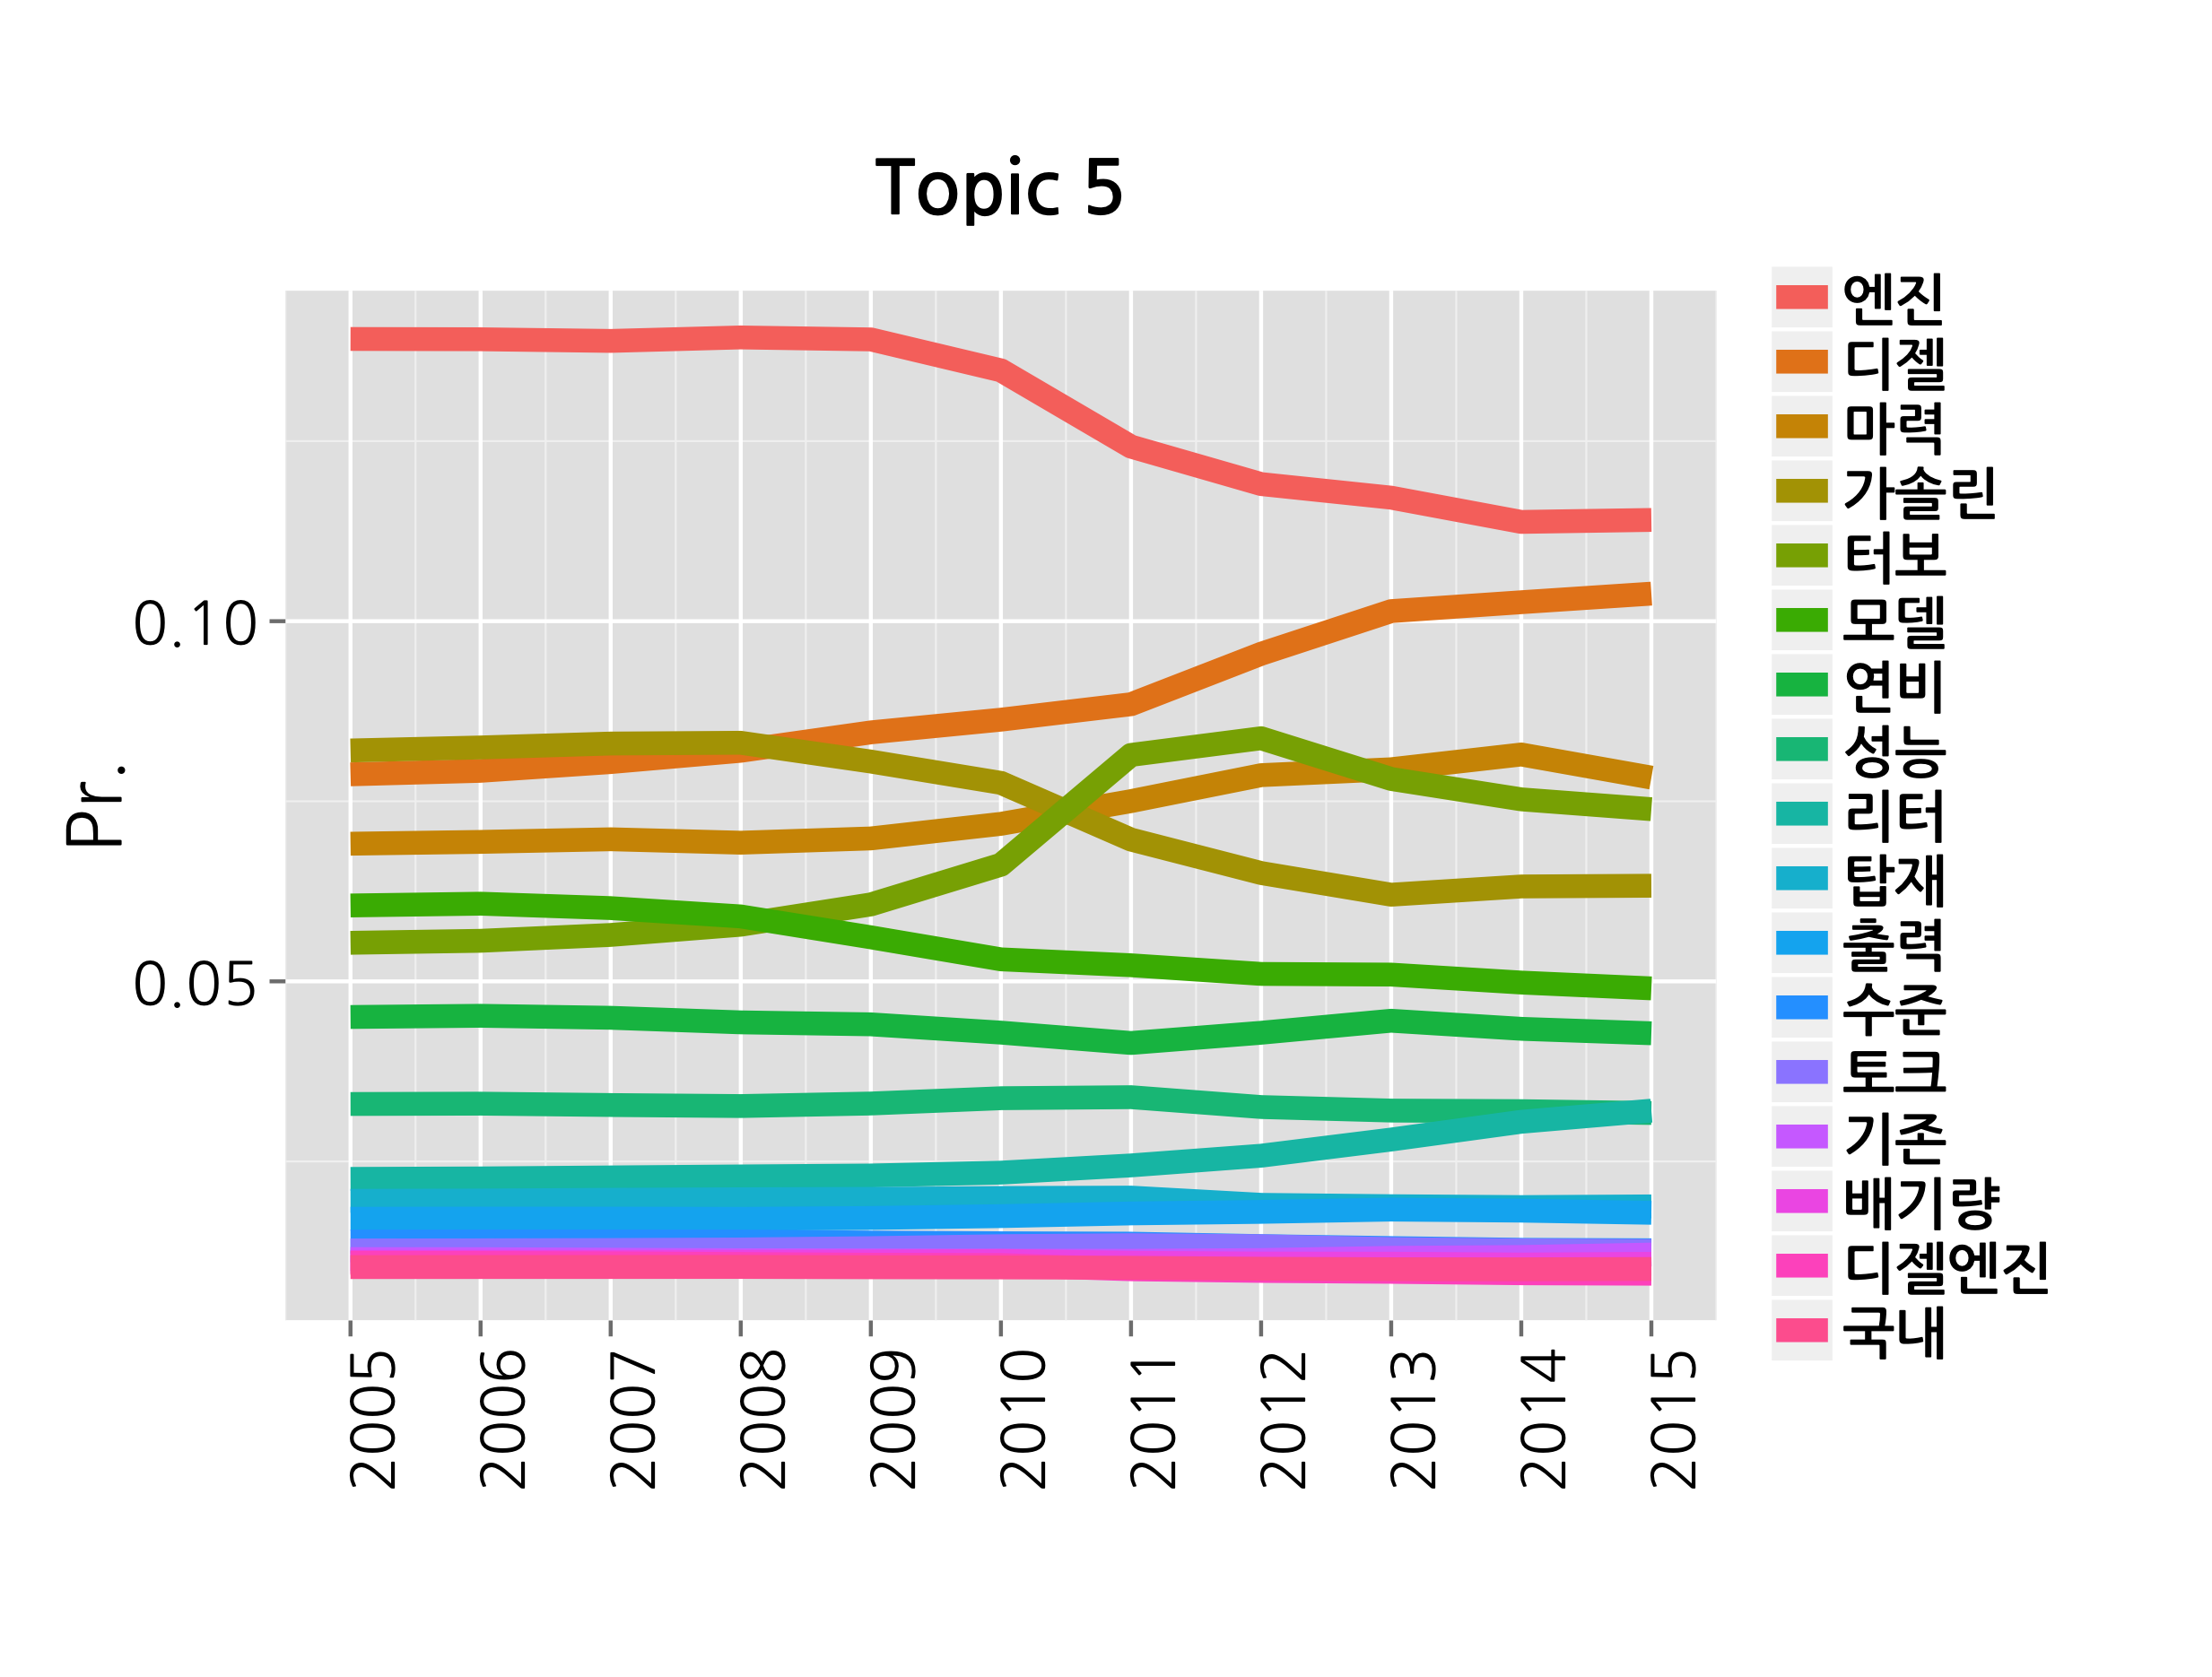 Topic 5
Pr.
0.10
0.05
2005
2006
2007
2008
2009
2010
2011
2012
2013
2014
2015
엔진
디젤
마력
가솔린
터보
모델
연비
성능
리터
탑재
출력
수준
토크
기존
배기량
디젤엔진
국내